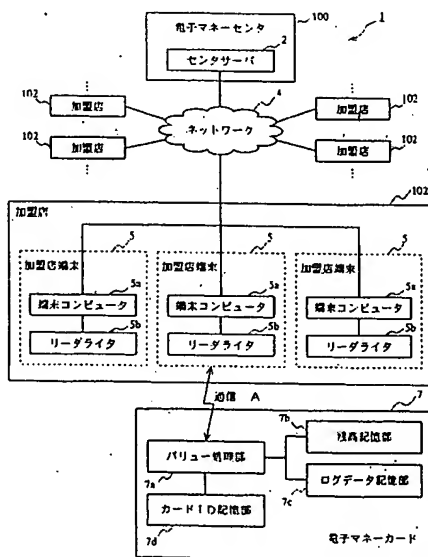 100
電子マネーセンタ
2
1
センタサーバ
102
加盟店
4
102
加盟店
ネットワーク
102
加盟店
102
加盟店
102
加盟店
5
5
5
加盟店端末
加盟店端末
加盟店端末
5a
5a
5a
端末コンピュータ
端末コンピュータ
端末コンピュータ
5b
5b
5b
リーダライタ
リーダライタ
リーダライタ
通信 A
7
7b
バリュー処理部
残高記憶部
7a
カードID記憶部
ログデータ記憶部
7c
7d
電子マネーカード